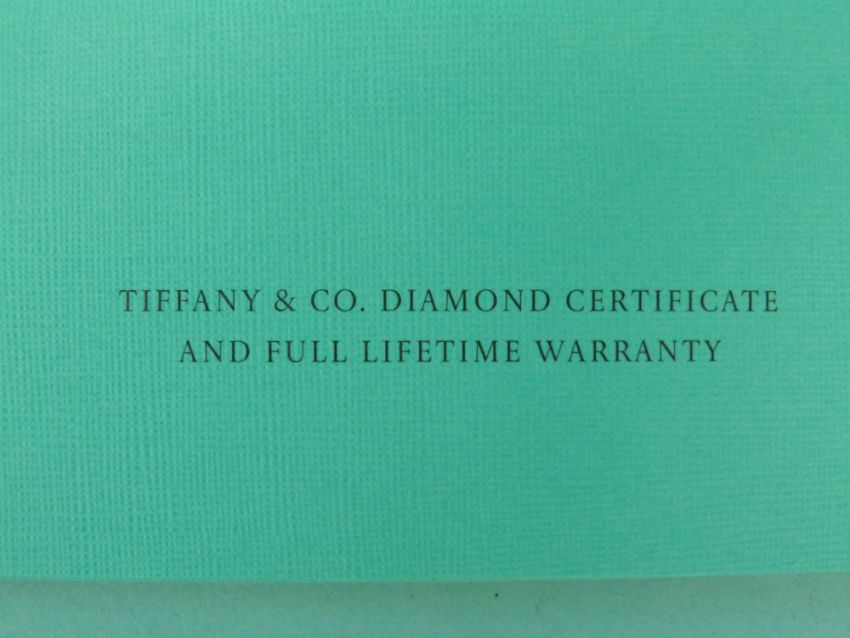 TIFFANY & CO. DIAMOND CERTIFICATE
AND FULL LIFETIME WARRANTY